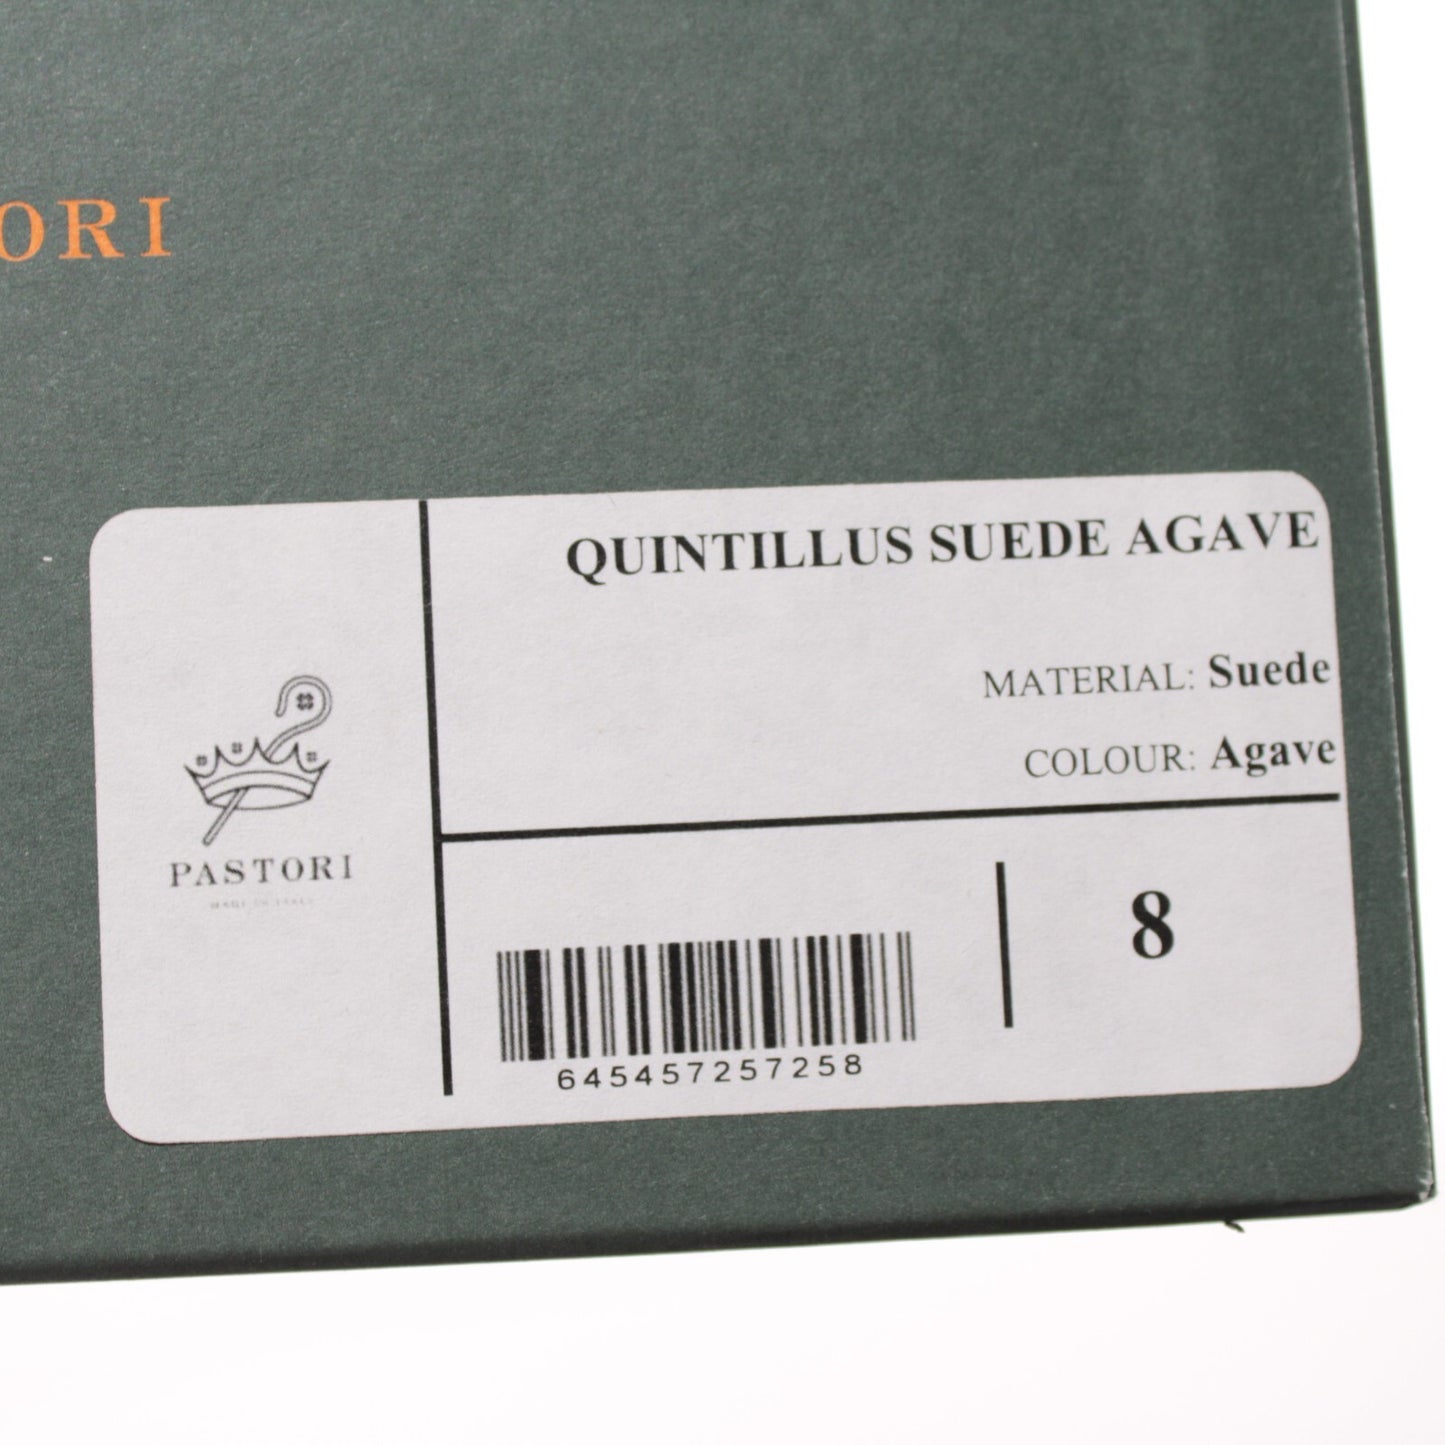 ORI
QUINTILLUS SUEDE AGAVE
MATERIAL: Suede
COLOUR: Agave
PASTORI
8
645457257258